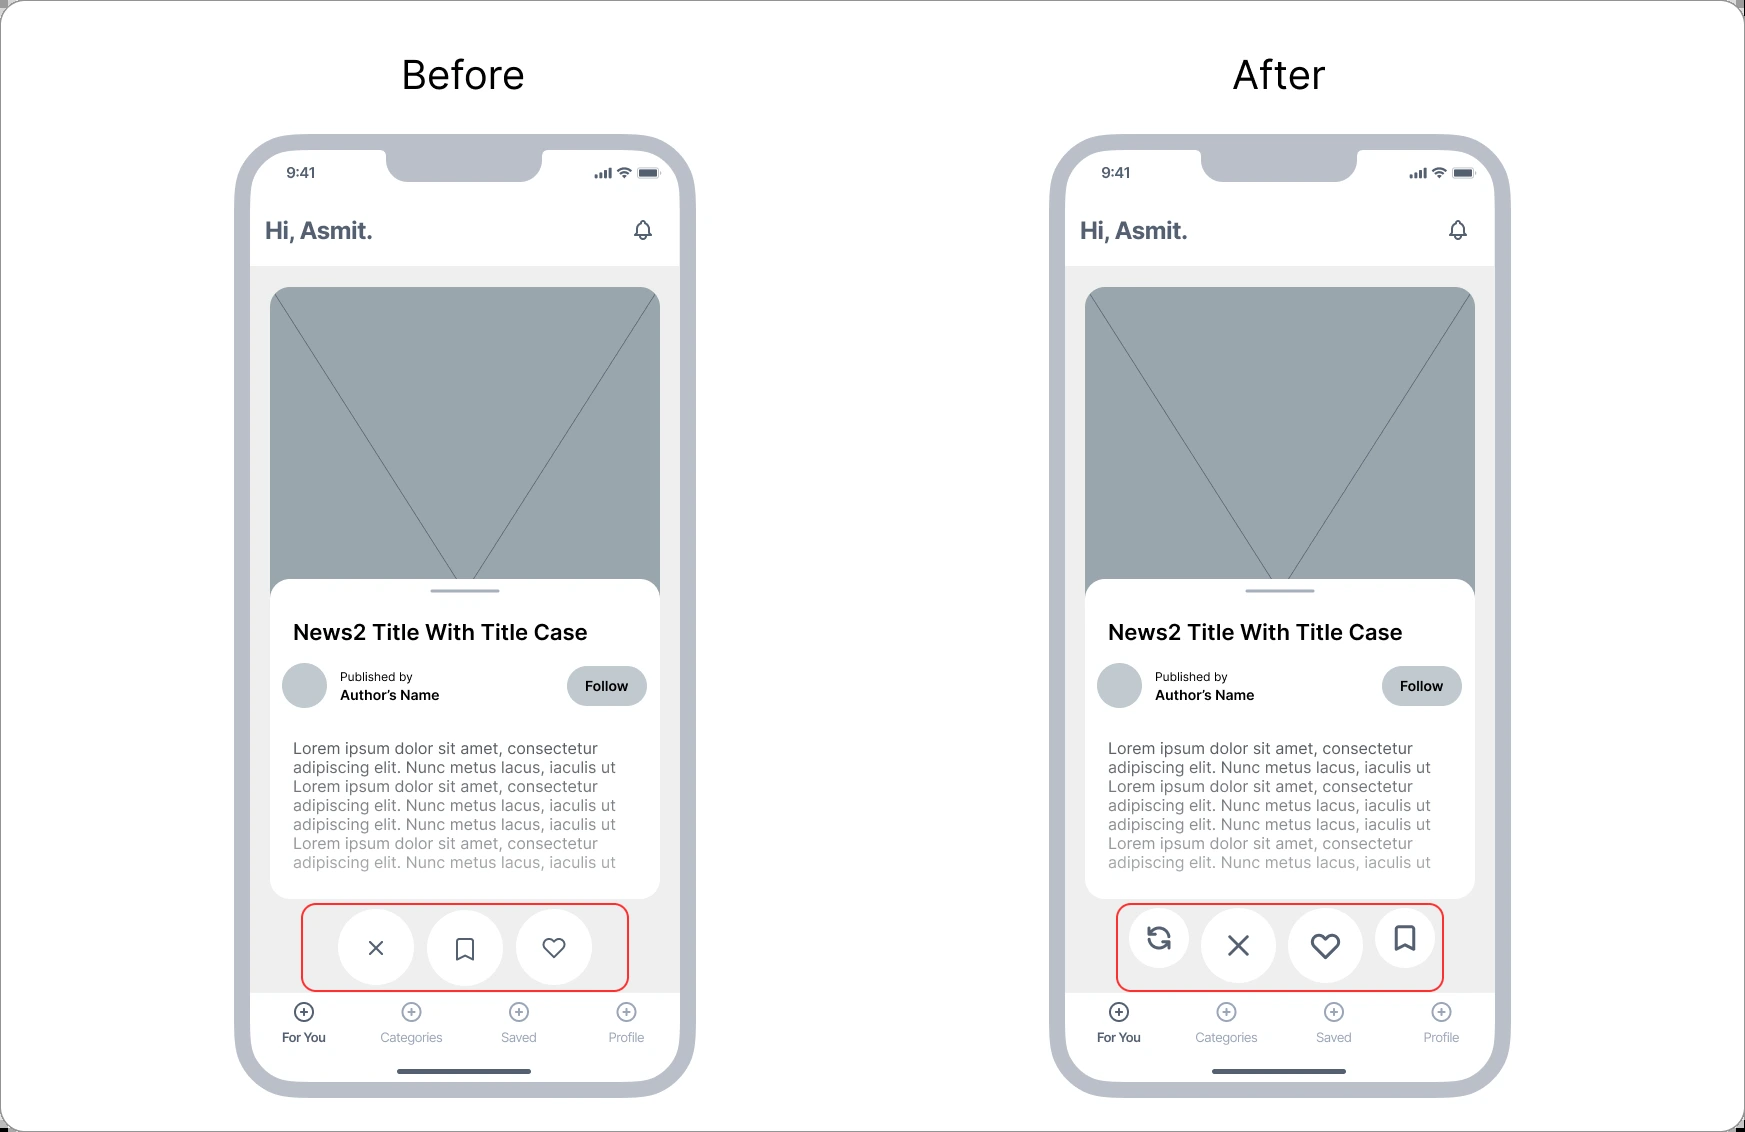 Before
After
9:41
Hi, Asmit.
News2 Title With Title Case
Published by
Author's Name
Follow
Lorem ipsum dolor sit amet, consectetur
adipiscing elit. Nunc metus lacus, iaculis ut
Lorem ipsum dolor sit amet, consectetur
adipiscing elit. Nunc metus lacus, iaculis ut
adipiscing elit. Nunc metus lacus, iaculis ut
Lorem ipsum dolor sit amet, consectetur
adipiscing elit. Nunc metus lacus, iaculis ut
For You
Categories
Saved
Profile
9:41
Hi, Asmit.
News2 Title With Title Case
Published by
Author's Name
Follow
Lorem ipsum dolor sit amet, consectetur
adipiscing elit. Nunc metus lacus, iaculis ut
Lorem ipsum dolor sit amet, consectetur
adipiscing elit. Nunc metus lacus, iaculis ut
adipiscing elit. Nunc metus lacus, iaculis ut
Lorem ipsum dolor sit amet, consectetur
adipiscing elit. Nunc metus lacus, iaculis ut
For You
Categories
Saved
Profile